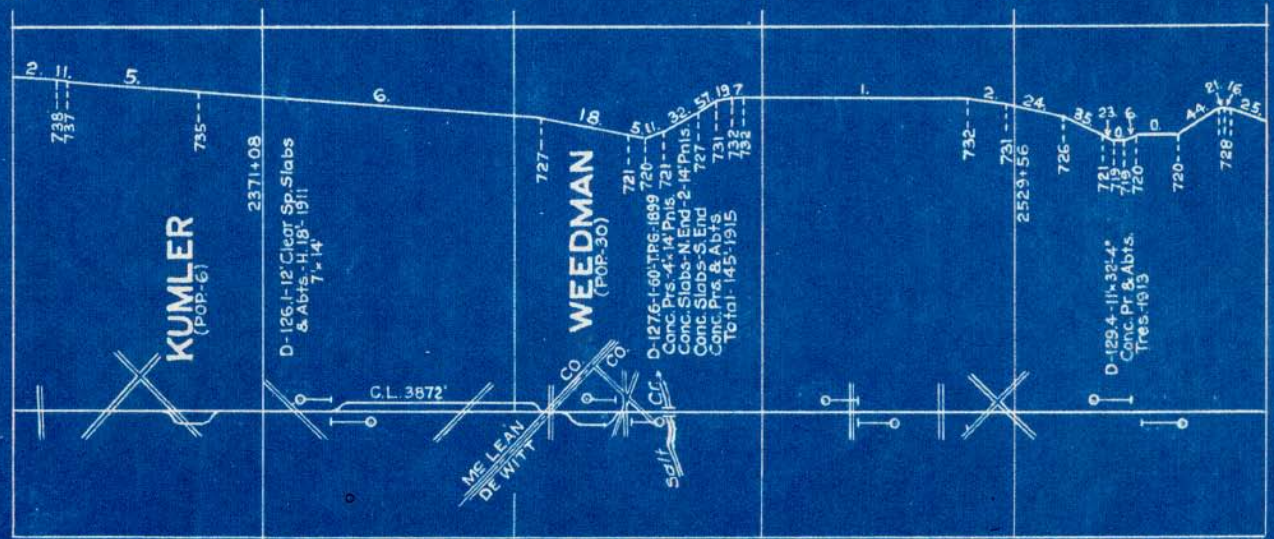 2. 11. 5. 6. 18. 5. 11. 32. 57. 19. 7. 1. 2. 24. 35. 23. 0. 6. 0. 44. 21. 16. 25.
738
737
735
2371+08
727
721
720
721
727
731
732
732
732
731
2529+56
726
721
719
719
720
720
728
KUMLER
(POP.-6)
D-126.1-12' Clear Sp. Slabs
& Abts.-H. 18'- 1911
7'x 14'
WEEDMAN
(POP.-30)
D-127.6-1-60'-T.P.G.-1899
Conc. Prs.-4'x 14' Pnls.
Conc. Slabs-N. End-2-14' Pnls.
Conc. Slabs-S. End
Conc. Prs. & Abts.
Total-145'-1915
D-129.4-11'x 32'-4"
Conc. Pr. & Abts.
Tres.-1913
C.L. 3872'
MC LEAN CO.
DE WITT CO.
Salt Cr.